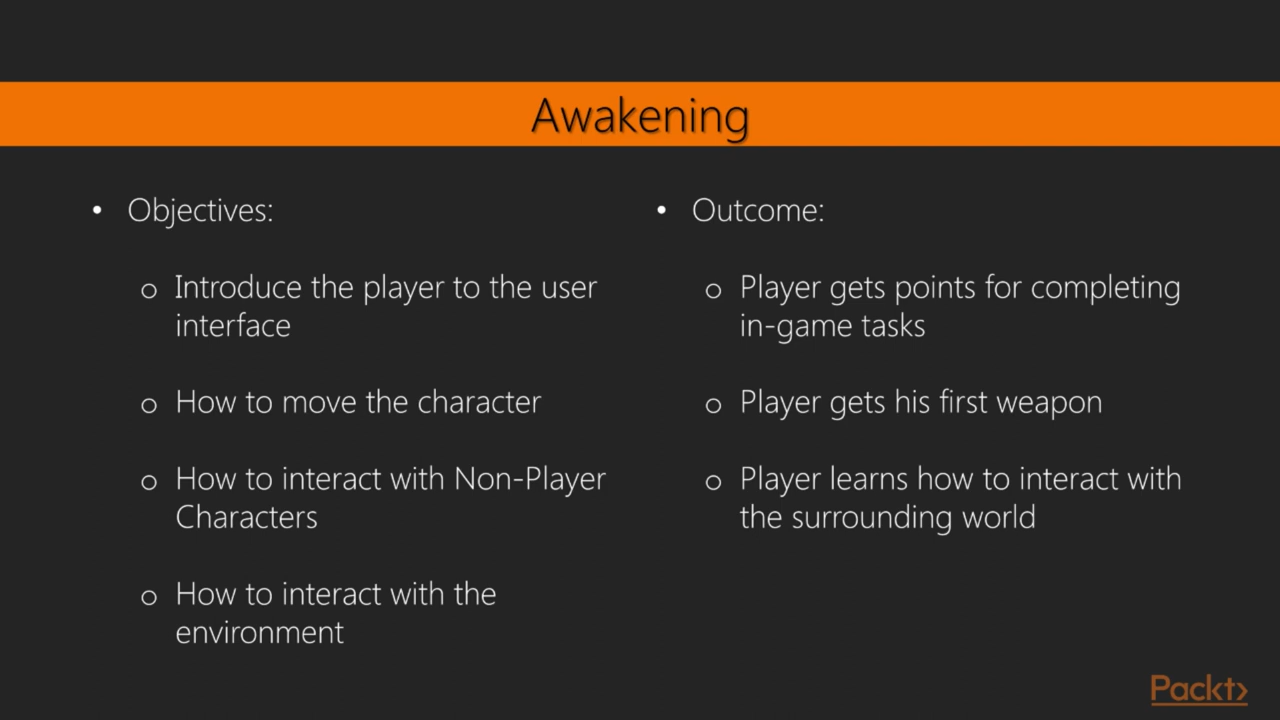 Awakening
• Objectives:
o Introduce the player to the user
interface
o How to move the character
o How to interact with Non-Player
Characters
o How to interact with the
environment
• Outcome:
o Player gets points for completing
in-game tasks
o Player gets his first weapon
o Player learns how to interact with
the surrounding world
Packt>